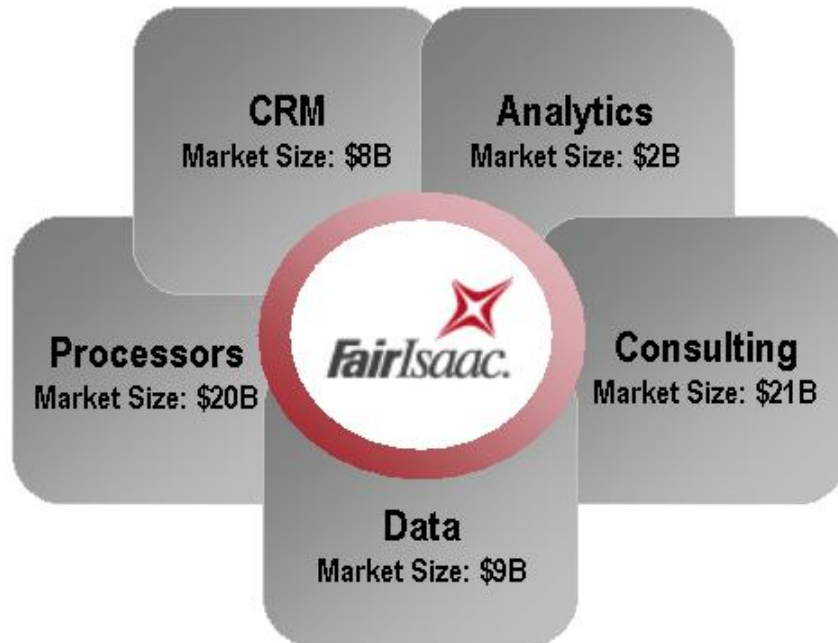 CRM
Market Size: $8B
Analytics
Market Size: $2B
FairIsaac.
Processors
Market Size: $20B
Consulting
Market Size: $21B
Data
Market Size: $9B